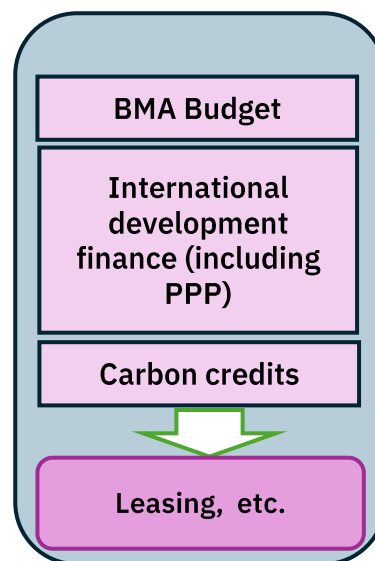 BMA Budget
International
development
finance (including
PPP)
Carbon credits
Leasing, etc.